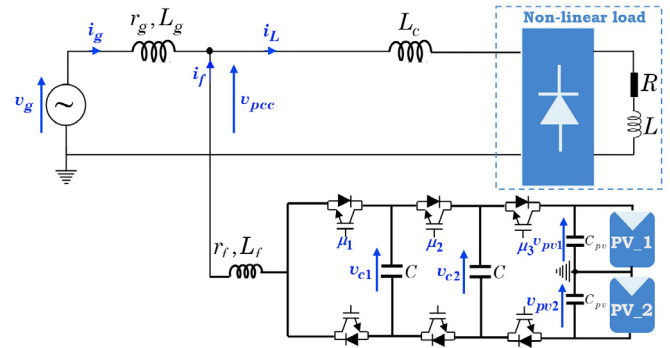 Non-linear load
r_g, L_g
L_c
i_g
i_L
i_f
v_g
v_pcc
R
L
r_f, L_f
μ_1
μ_2
μ_3
v_pv1
C_pv
PV_1
v_c1
C
v_c2
C
v_pv2
C_pv
PV_2